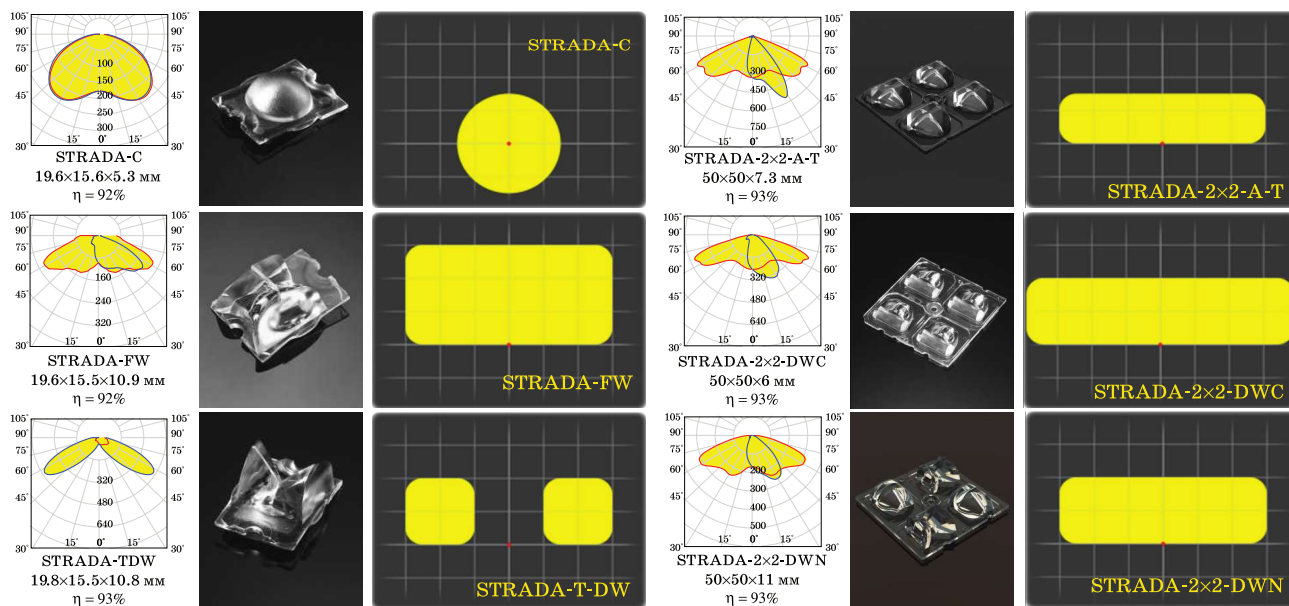 105˚ 105˚
90˚ 90˚
75˚ 75˚
60˚ 100 60˚
150
45˚ 200 45˚
250
300
30˚ 15˚ 0˚ 15˚ 30˚
STRADA-C
19.6×15.6×5.3 мм
η = 92%
STRADA-C
105˚ 105˚
90˚ 90˚
75˚ 75˚
60˚ 300 60˚
450
45˚ 600 45˚
750
30˚ 15˚ 0˚ 15˚ 30˚
STRADA-2×2-A-T
50×50×7.3 мм
η = 93%
STRADA-2×2-A-T
105˚ 105˚
90˚ 90˚
75˚ 75˚
60˚ 160 60˚
45˚ 240 45˚
320
30˚ 15˚ 0˚ 15˚ 30˚
STRADA-FW
19.6×15.5×10.9 мм
η = 92%
STRADA-FW
105˚ 105˚
90˚ 90˚
75˚ 75˚
60˚ 320 60˚
45˚ 480 45˚
640
30˚ 15˚ 0˚ 15˚ 30˚
STRADA-2×2-DWC
50×50×6 мм
η = 93%
STRADA-2×2-DWC
105˚ 105˚
90˚ 90˚
75˚ 75˚
60˚ 320 60˚
45˚ 480 45˚
640
30˚ 15˚ 0˚ 15˚ 30˚
STRADA-TDW
19.8×15.5×10.8 мм
η = 93%
STRADA-T-DW
105˚ 105˚
90˚ 90˚
75˚ 75˚
60˚ 200 60˚
300
45˚ 400 45˚
500
30˚ 15˚ 0˚ 15˚ 30˚
STRADA-2×2-DWN
50×50×11 мм
η = 93%
STRADA-2×2-DWN